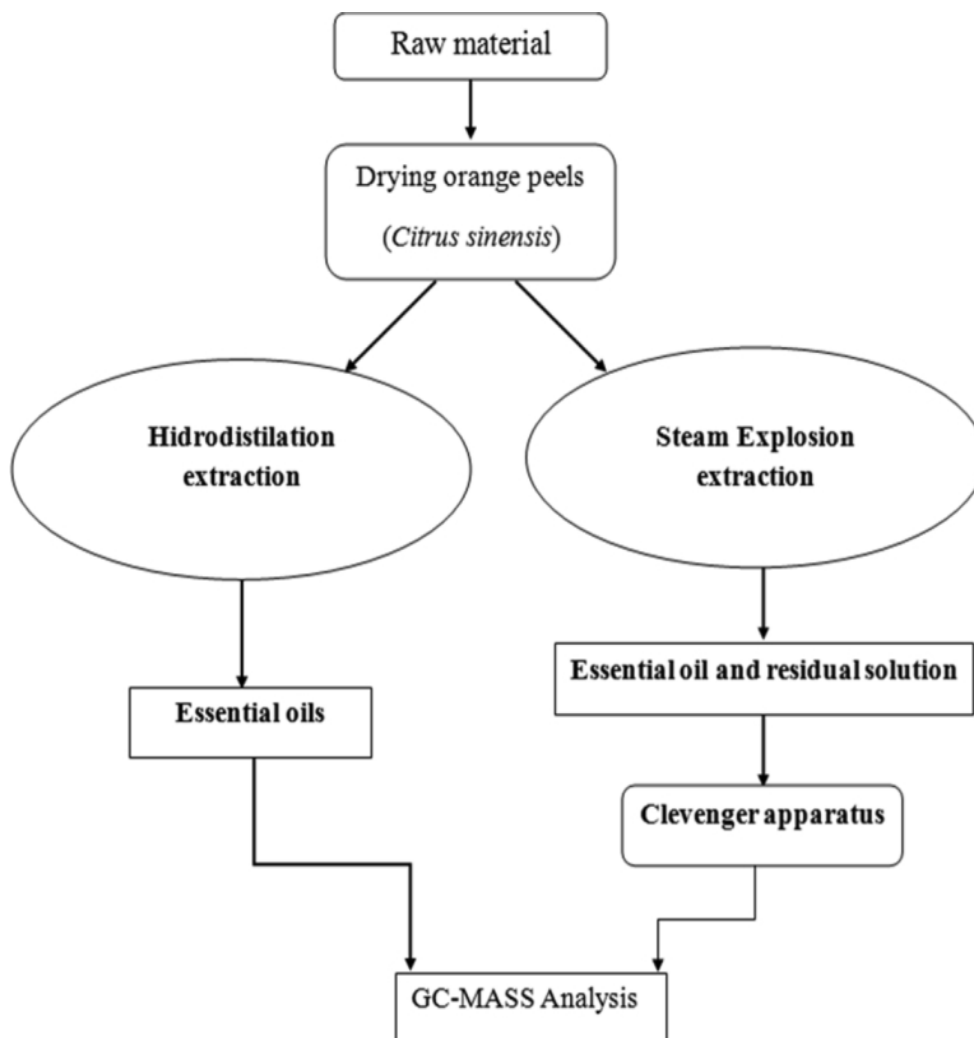 Raw material
Drying orange peels
(Citrus sinensis)
Hidrodistilation
extraction
Steam Explosion
extraction
Essential oil and residual solution
Essential oils
Clevenger apparatus
GC-MASS Analysis